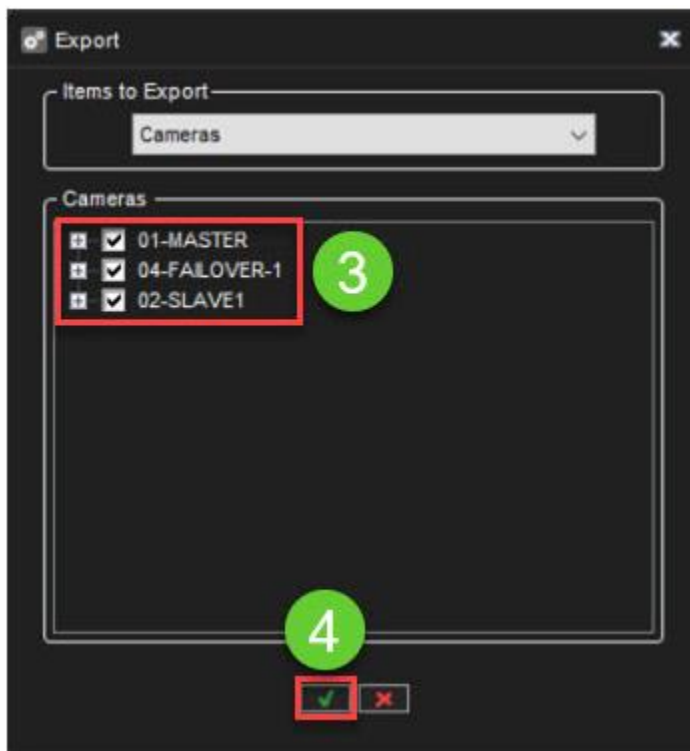 Export
Items to Export
Cameras
Cameras
01-MASTER
04-FAILOVER-1
02-SLAVE1
3
4